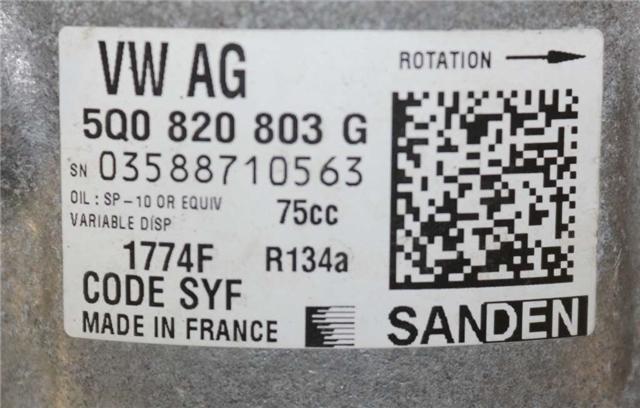 VW AG
ROTATION
5Q0 820 803 G
SN 03588710563
OIL : SP-10 OR EQUIV 75cc
VARIABLE DISP
1774F R134a
CODE SYF
MADE IN FRANCE
SANDEN